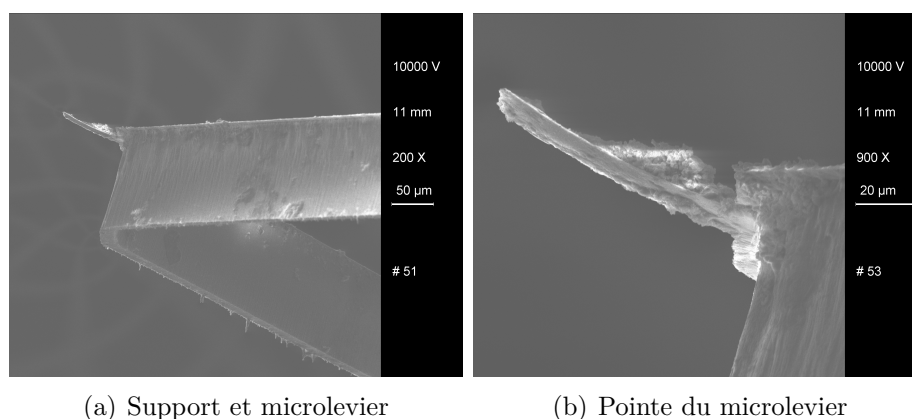 10000 V
11 mm
200 X
50 µm
# 51
10000 V
11 mm
900 X
20 µm
# 53
(a) Support et microlevier
(b) Pointe du microlevier